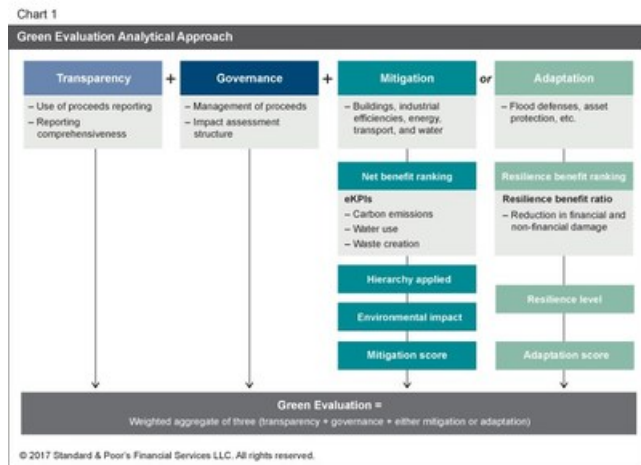 Chart 1
Green Evaluation Analytical Approach
Transparency + Governance + Mitigation or Adaptation
– Use of proceeds reporting
– Reporting
comprehensiveness
– Management of proceeds
– Impact assessment
structure
– Buildings, industrial
efficiencies, energy,
transport, and water
– Flood defenses, asset
protection, etc.
Net benefit ranking
eKPIs
– Carbon emissions
– Water use
– Waste creation
Hierarchy applied
Environmental impact
Mitigation score
Resilience benefit ranking
Resilience benefit ratio
– Reduction in financial and
non-financial damage
Resilience level
Adaptation score
Green Evaluation =
Weighted aggregate of three (transparency + governance + either mitigation or adaptation)
© 2017 Standard & Poor's Financial Services LLC. All rights reserved.